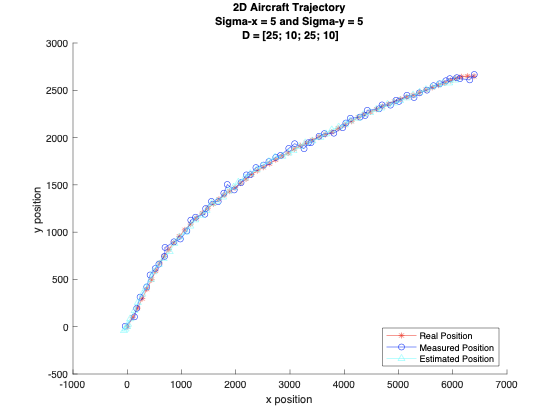 2D Aircraft Trajectory
Sigma-x = 5 and Sigma-y = 5
D = [25; 10; 25; 10]
3000
2500
2000
1500
1000
500
0
-500
y position
-1000 0 1000 2000 3000 4000 5000 6000 7000
x position
Real Position
Measured Position
Estimated Position